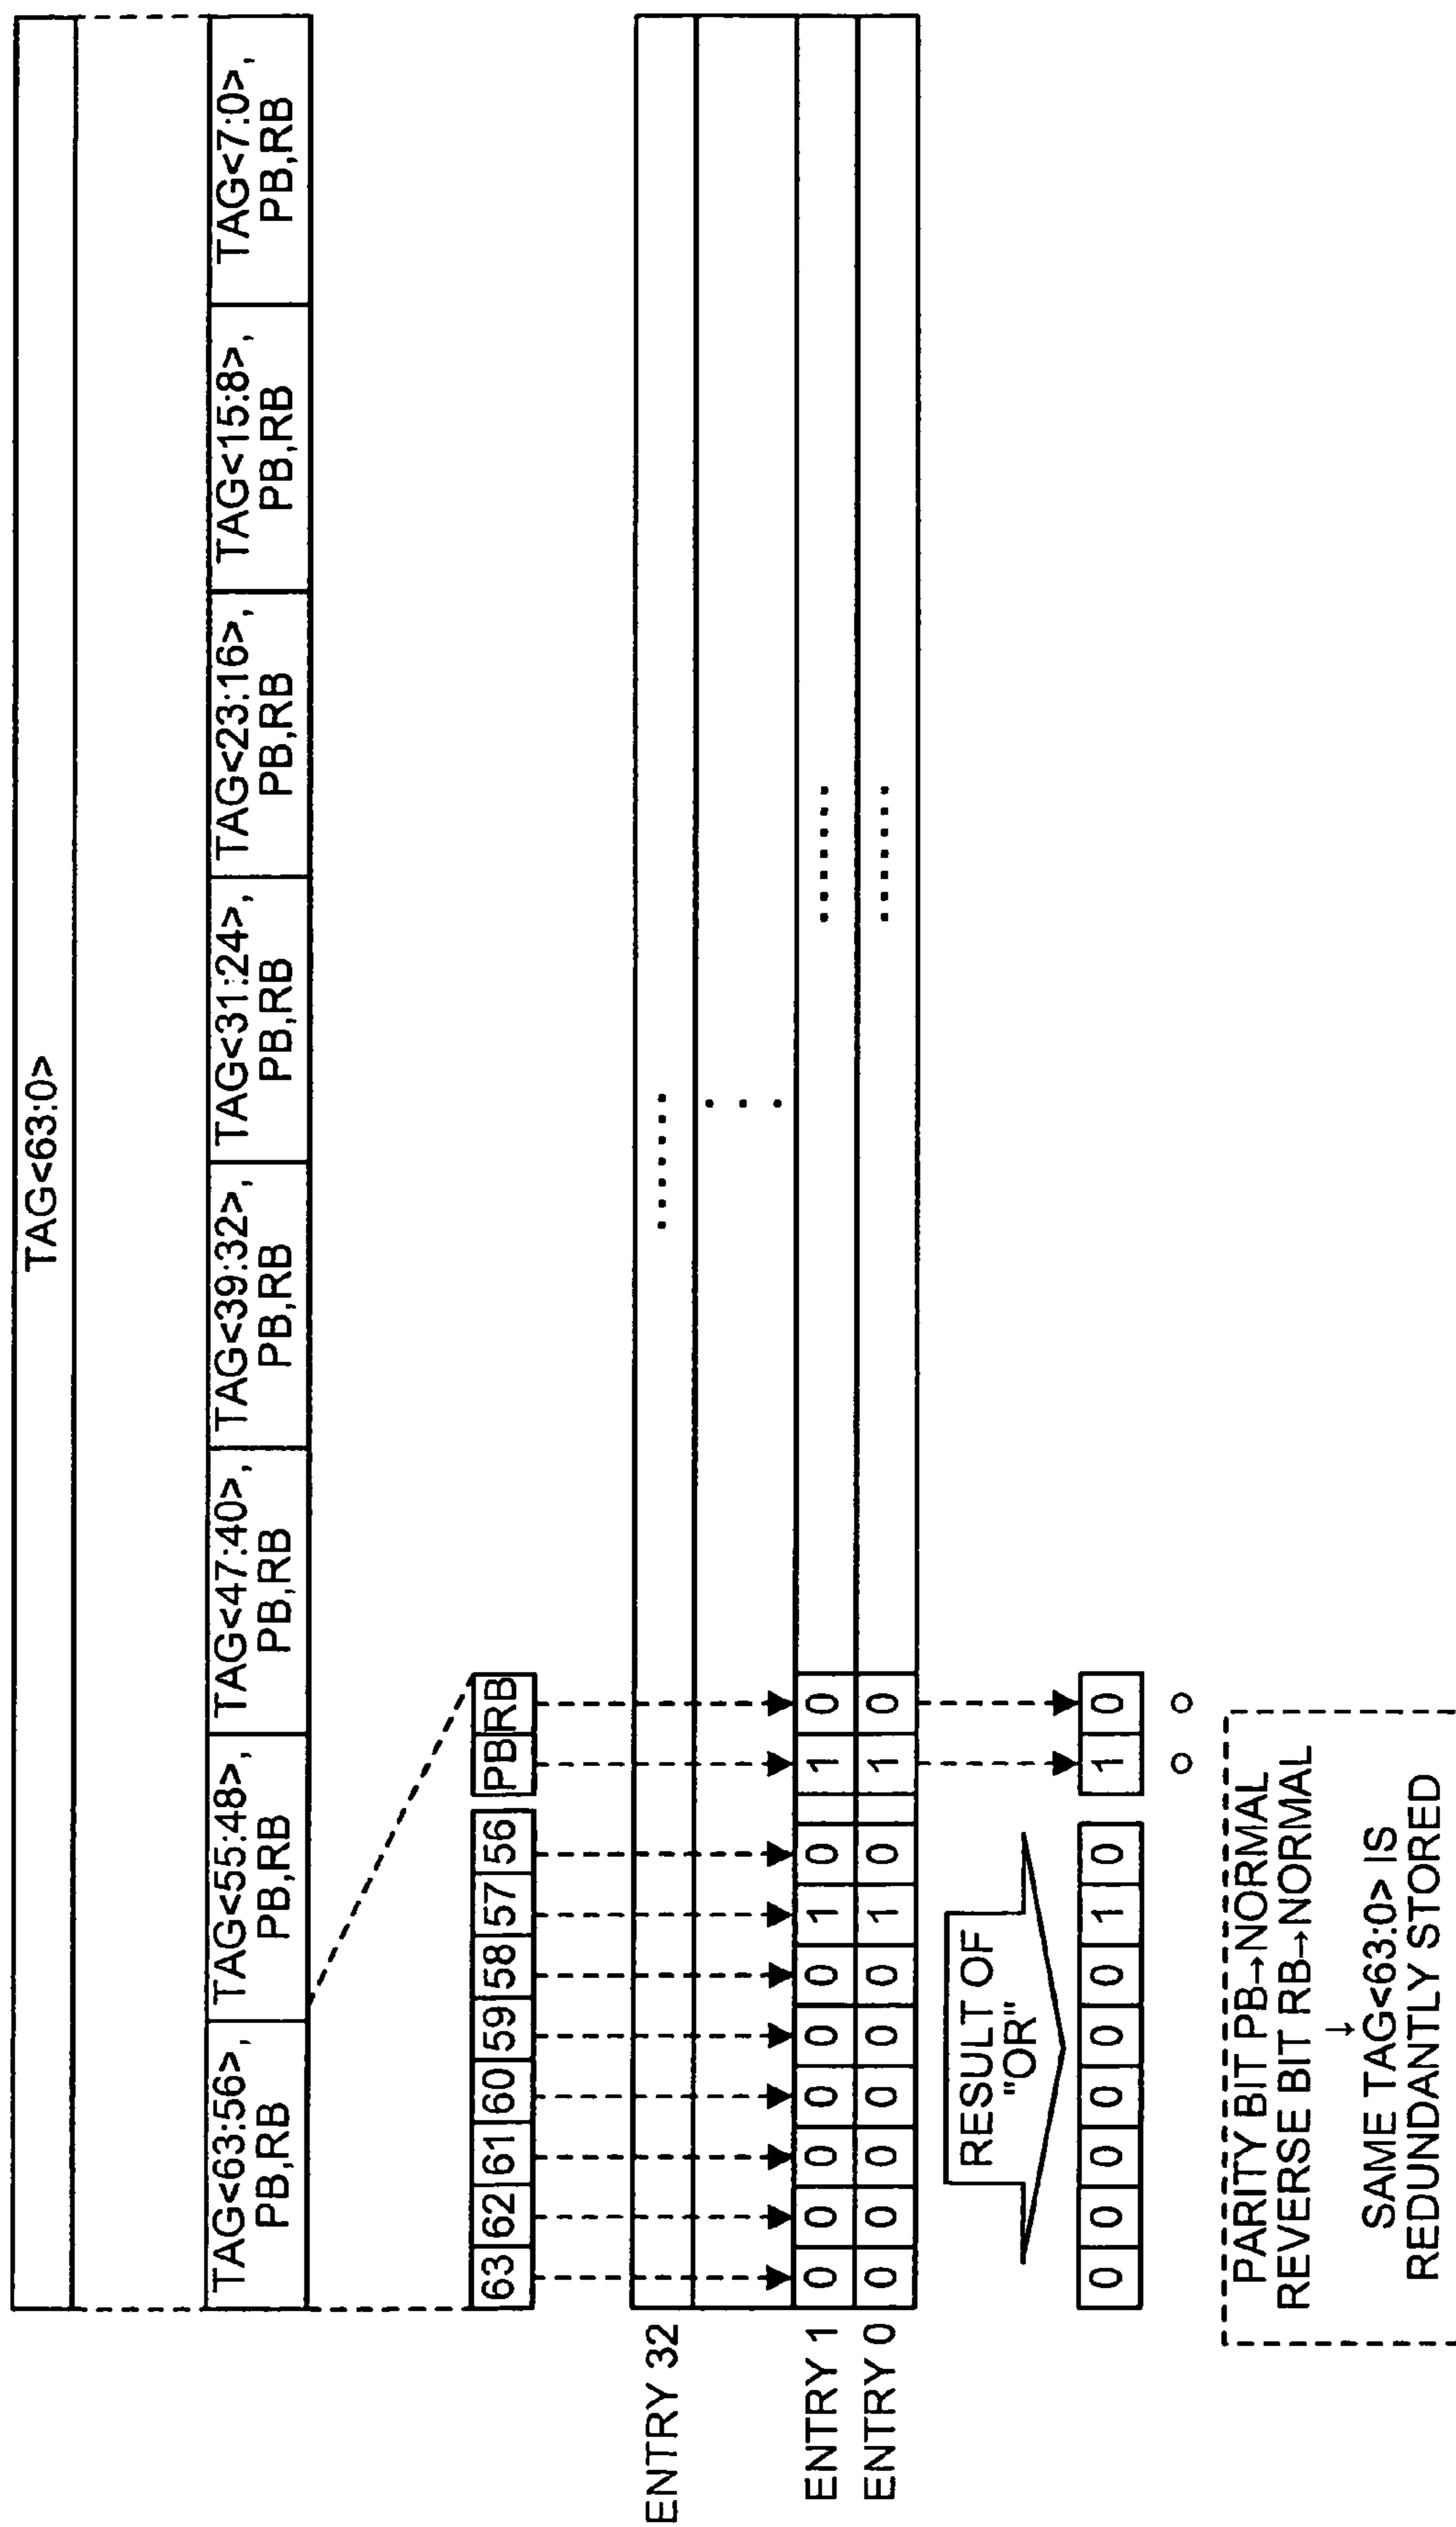 TAG<63:0>
TAG<63:56>, PB,RB
TAG<55:48>, PB,RB
TAG<47:40>, PB,RB
TAG<39:32>, PB,RB
TAG<31:24>, PB,RB
TAG<23:16>, PB,RB
TAG<15:8>, PB,RB
TAG<7:0>, PB,RB
63 62 61 60 59 58 57 56 PB RB
ENTRY 32 .......
...
ENTRY 1 0 0 0 0 0 0 1 0 1 0 .......
ENTRY 0 0 0 0 0 0 0 1 0 1 0 .......
RESULT OF
"OR"
0 0 0 0 0 0 1 0 1 0
○ ○
PARITY BIT PB→NORMAL
REVERSE BIT RB→NORMAL
↓
SAME TAG<63:0> IS
REDUNDANTLY STORED